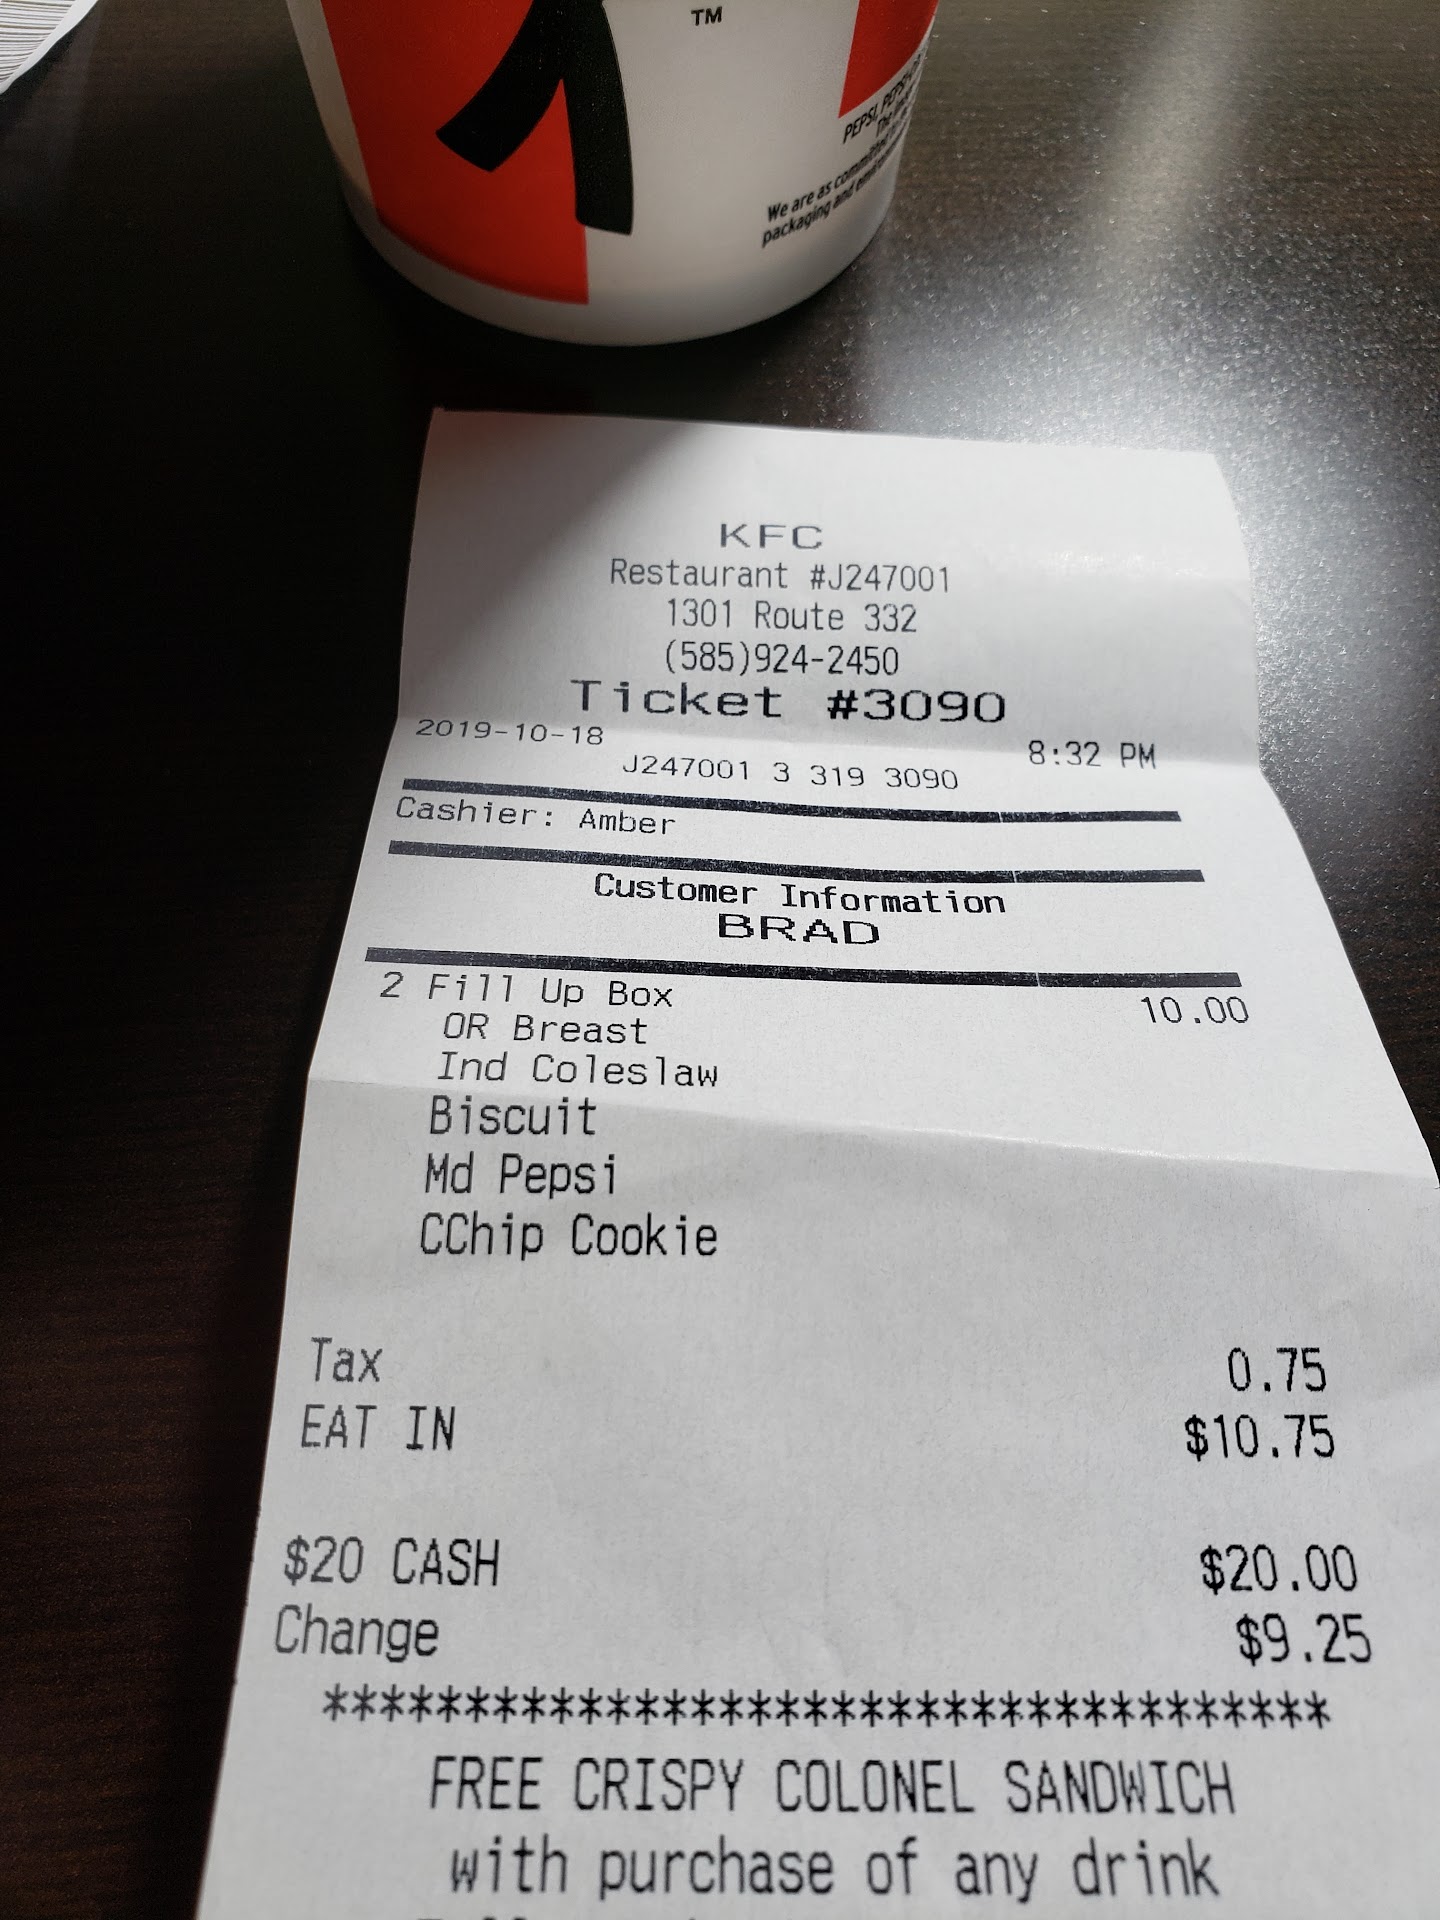 TM
PEPSI,
We are as committed
packaging and
KFC
Restaurant #J247001
1301 Route 332
(585)924-2450
Ticket #3090
2019-10-18 8:32 PM
J247001 3 319 3090
Cashier: Amber
Customer Information
BRAD
2 Fill Up Box 10.00
OR Breast
Ind Coleslaw
Biscuit
Md Pepsi
CChip Cookie
Tax 0.75
EAT IN $10.75
$20 CASH $20.00
Change $9.25
************************************
FREE CRISPY COLONEL SANDWICH
with purchase of any drink